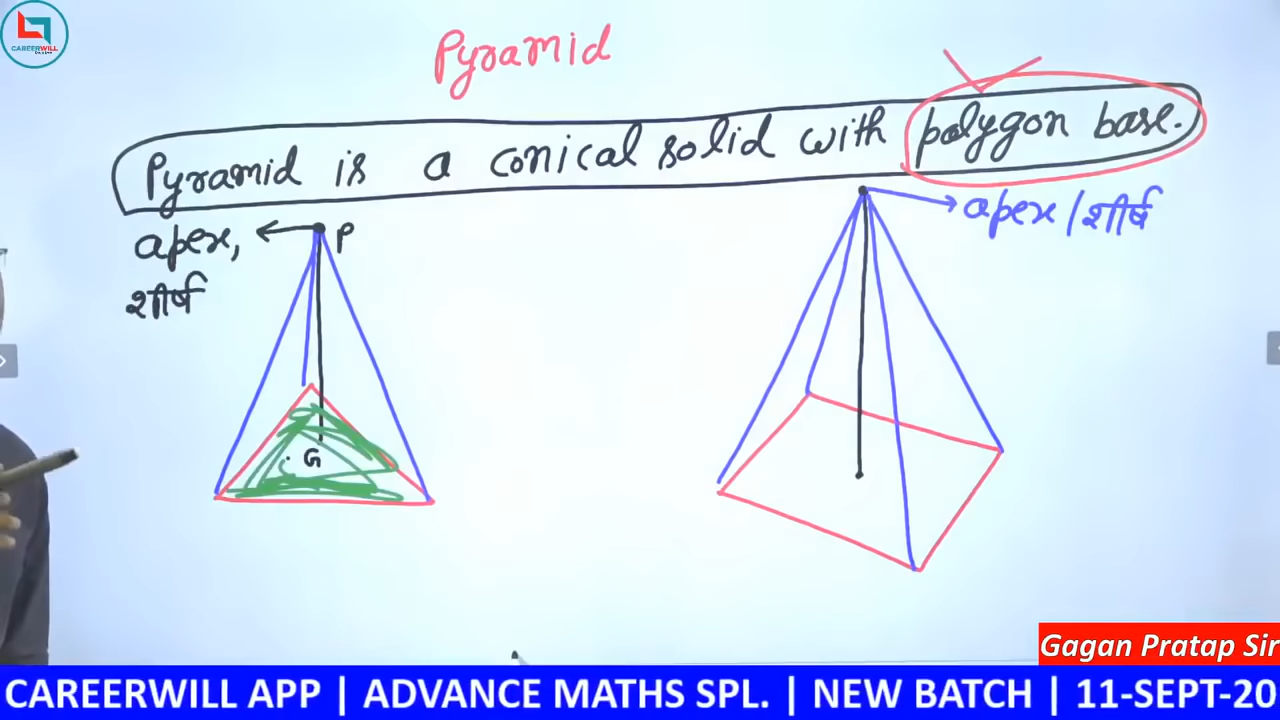 CAREERWILL
Pyramid
Pyramid is a conical solid with polygon base.
apex, P
शीर्ष
apex/शीर्ष
G
Gagan Pratap Sir
CAREERWILL APP | ADVANCE MATHS SPL. | NEW BATCH | 11-SEPT-20